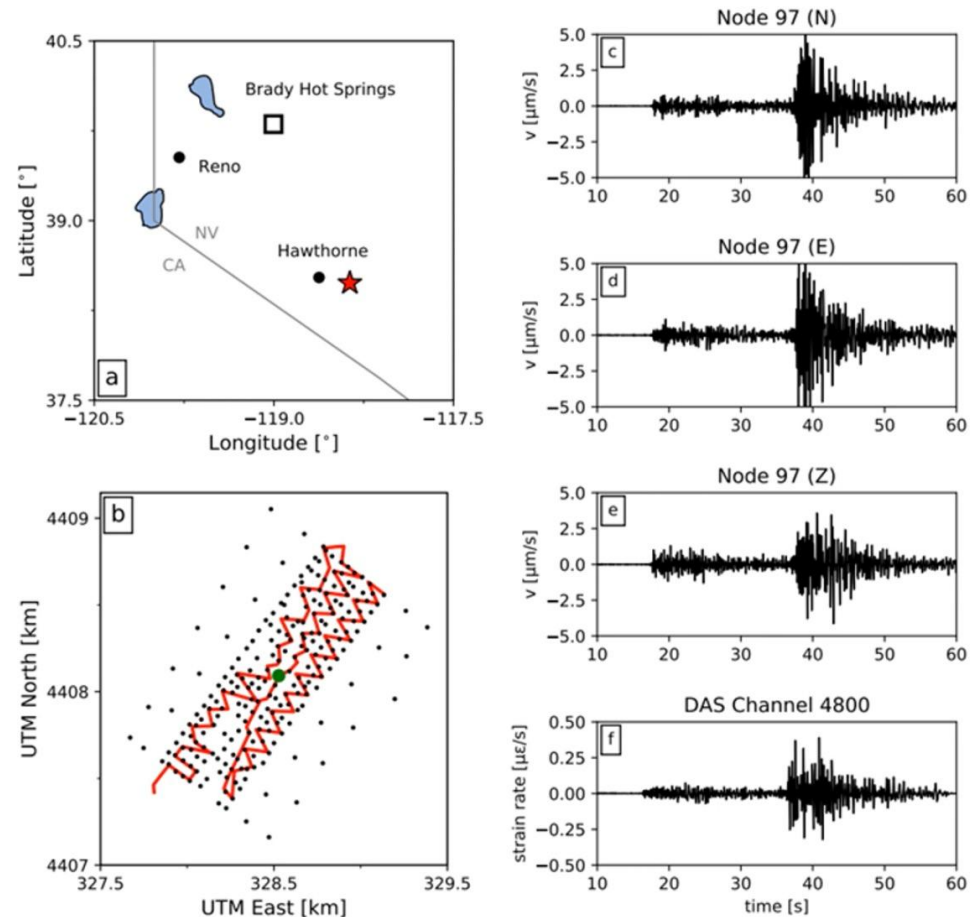 40.5
39.0
37.5
Latitude [°]
Brady Hot Springs
Reno
NV
CA
Hawthorne
a
−120.5
−119.0
−117.5
Longitude [°]
b
4409
4408
4407
UTM North [km]
327.5
328.5
329.5
UTM East [km]
Node 97 (N)
c
5.0
2.5
0.0
−2.5
−5.0
v [μm/s]
10 20 30 40 50 60
Node 97 (E)
d
5.0
2.5
0.0
−2.5
−5.0
v [μm/s]
10 20 30 40 50 60
Node 97 (Z)
e
5.0
2.5
0.0
−2.5
−5.0
v [μm/s]
10 20 30 40 50 60
DAS Channel 4800
f
0.50
0.25
0.00
−0.25
−0.50
strain rate [με/s]
10 20 30 40 50 60
time [s]